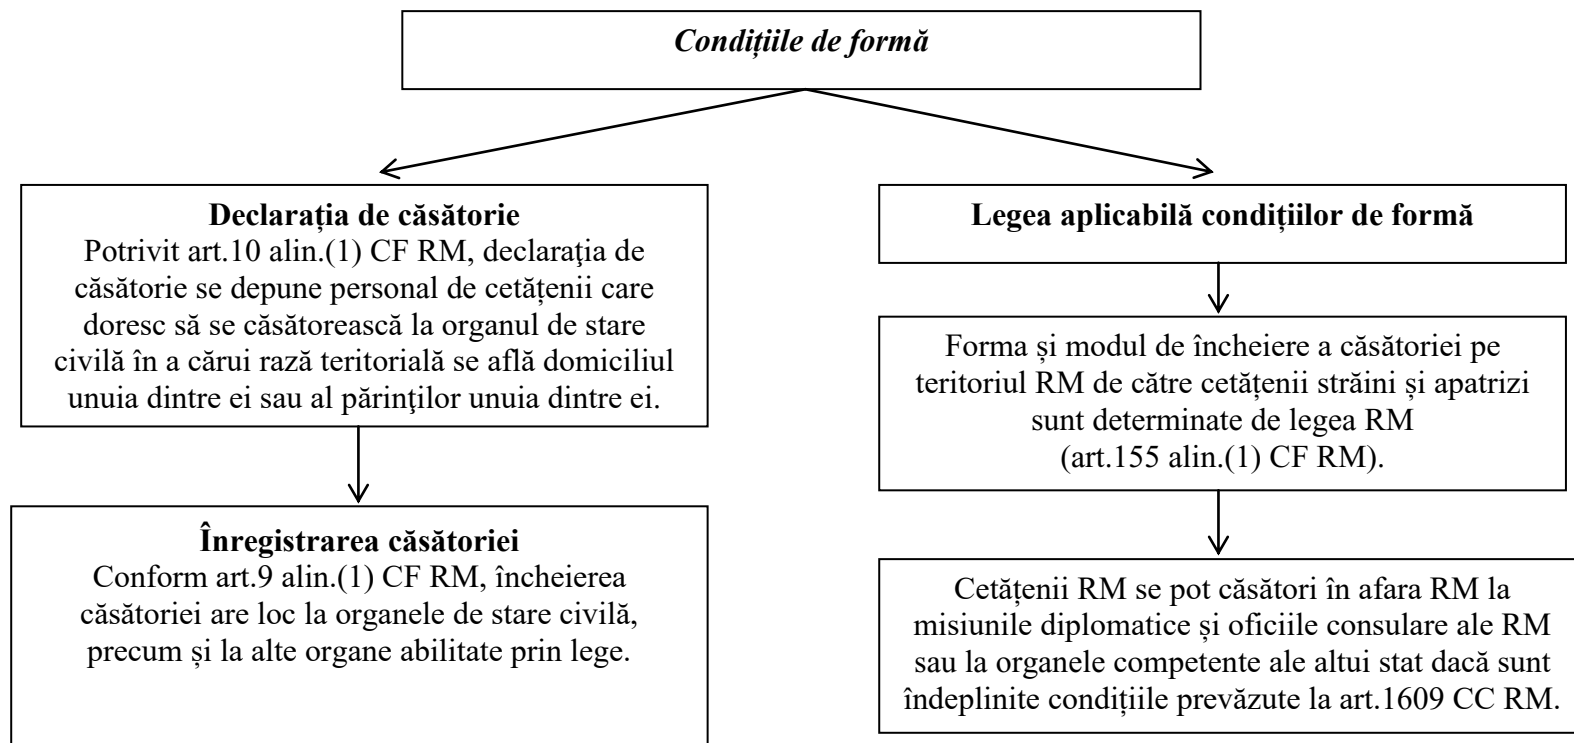 Condițiile de formă
Declarația de căsătorie
Potrivit art.10 alin.(1) CF RM, declaraţia de
căsătorie se depune personal de cetățenii care
doresc să se căsătorească la organul de stare
civilă în a cărui rază teritorială se află domiciliul
unuia dintre ei sau al părinţilor unuia dintre ei.
Înregistrarea căsătoriei
Conform art.9 alin.(1) CF RM, încheierea
căsătoriei are loc la organele de stare civilă,
precum și la alte organe abilitate prin lege.
Legea aplicabilă condițiilor de formă
Forma și modul de încheiere a căsătoriei pe
teritoriul RM de către cetățenii străini și apatrizi
sunt determinate de legea RM
(art.155 alin.(1) CF RM).
Cetățenii RM se pot căsători în afara RM la
misiunile diplomatice și oficiile consulare ale RM
sau la organele competente ale altui stat dacă sunt
îndeplinite condițiile prevăzute la art.1609 CC RM.